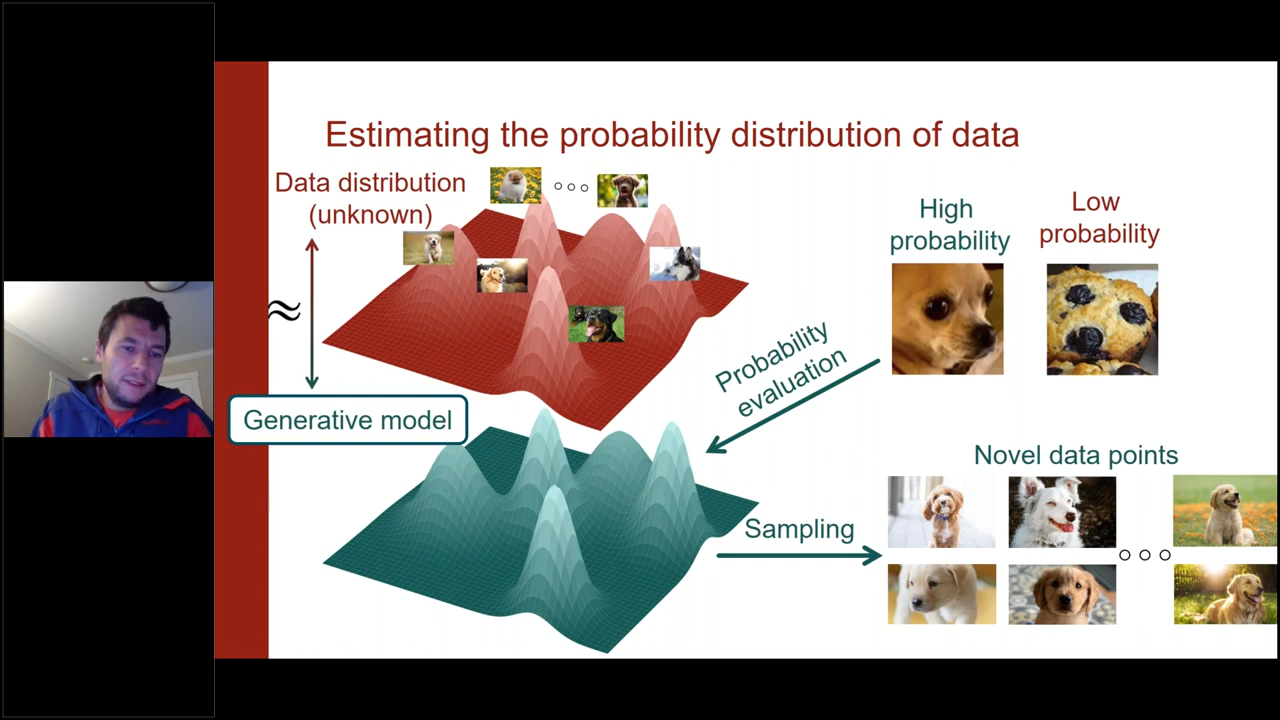 Estimating the probability distribution of data
Data distribution
(unknown)
≈
Generative model
High
probability
Low
probability
Probability
evaluation
Sampling
Novel data points